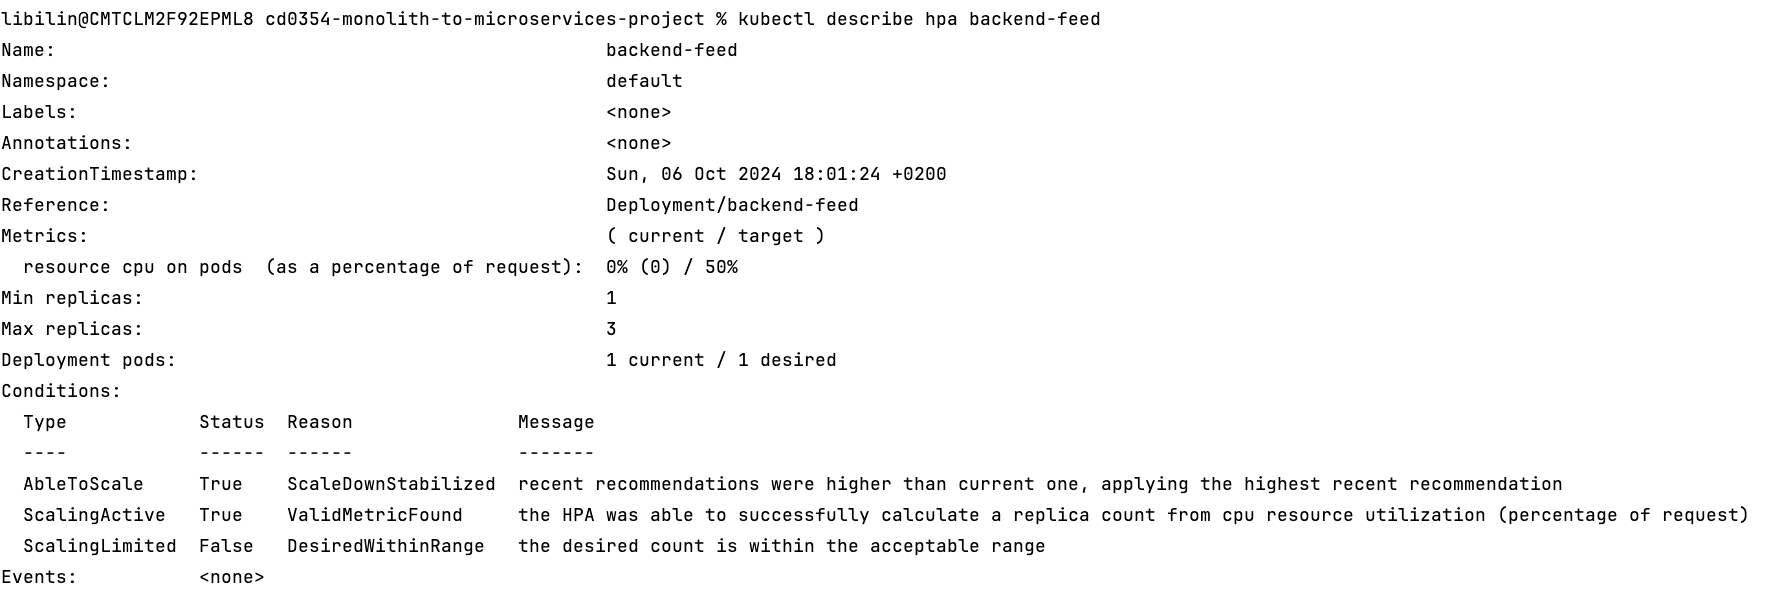 libilin@CMTCLM2F92EPML8 cd0354-monolith-to-microservices-project % kubectl describe hpa backend-feed
Name:                                                  backend-feed
Namespace:                                             default
Labels:                                                <none>
Annotations:                                           <none>
CreationTimestamp:                                     Sun, 06 Oct 2024 18:01:24 +0200
Reference:                                             Deployment/backend-feed
Metrics:                                               ( current / target )
  resource cpu on pods  (as a percentage of request):  0% (0) / 50%
Min replicas:                                          1
Max replicas:                                          3
Deployment pods:                                       1 current / 1 desired
Conditions:
  Type            Status  Reason               Message
  ----            ------  ------               -------
  AbleToScale     True    ScaleDownStabilized  recent recommendations were higher than current one, applying the highest recent recommendation
  ScalingActive   True    ValidMetricFound     the HPA was able to successfully calculate a replica count from cpu resource utilization (percentage of request)
  ScalingLimited  False   DesiredWithinRange   the desired count is within the acceptable range
Events:           <none>